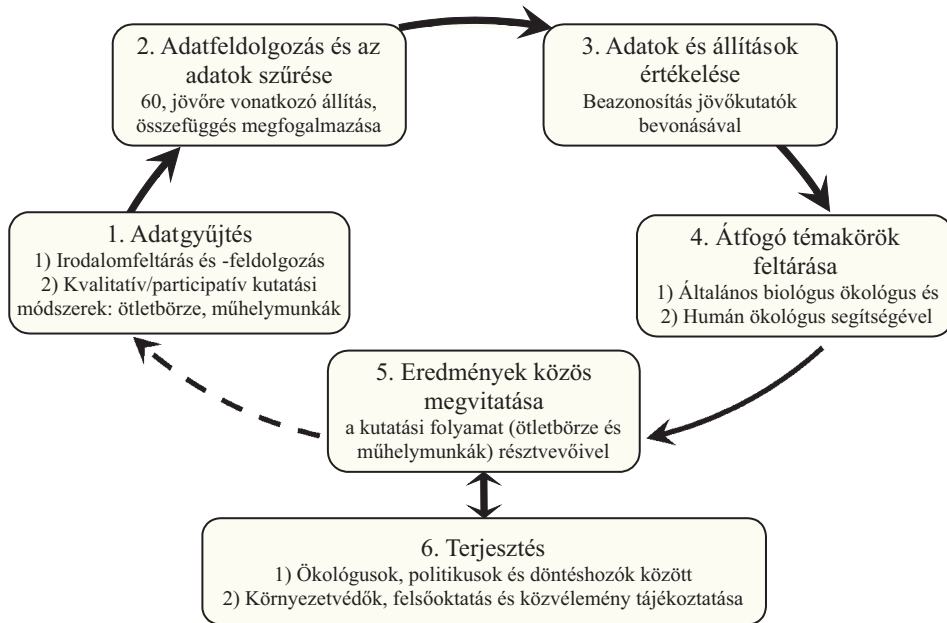 1. Adatgyűjtés
1) Irodalomfeltárás és -feldolgozás
2) Kvalitatív/participatív kutatási
módszerek: ötletbörze, műhelymunkák
2. Adatfeldolgozás és az
adatok szűrése
60, jövőre vonatkozó állítás,
összefüggés megfogalmazása
3. Adatok és állítások
értékelése
Beazonosítás jövőkutatók
bevonásával
4. Átfogó témakörök
feltárása
1) Általános biológus ökológus és
2) Humán ökológus segítségével
5. Eredmények közös
megvitatása
a kutatási folyamat (ötletbörze és
műhelymunkák) résztvevőivel
6. Terjesztés
1) Ökológusok, politikusok és döntéshozók között
2) Környezetvédők, felsőoktatás és közvélemény tájékoztatása